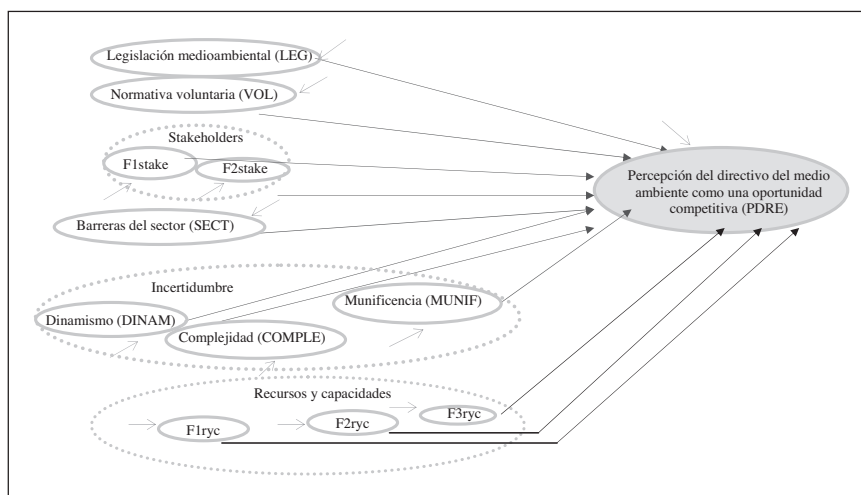 Legislación medioambiental (LEG)
Normativa voluntaria (VOL)
Stakeholders
F1stake
F2stake
Barreras del sector (SECT)
Percepción del directivo del medio
ambiente como una oportunidad
competitiva (PDRE)
Incertidumbre
Munificencia (MUNIF)
Dinamismo (DINAM)
Complejidad (COMPLE)
Recursos y capacidades
F1ryc
F2ryc
F3ryc